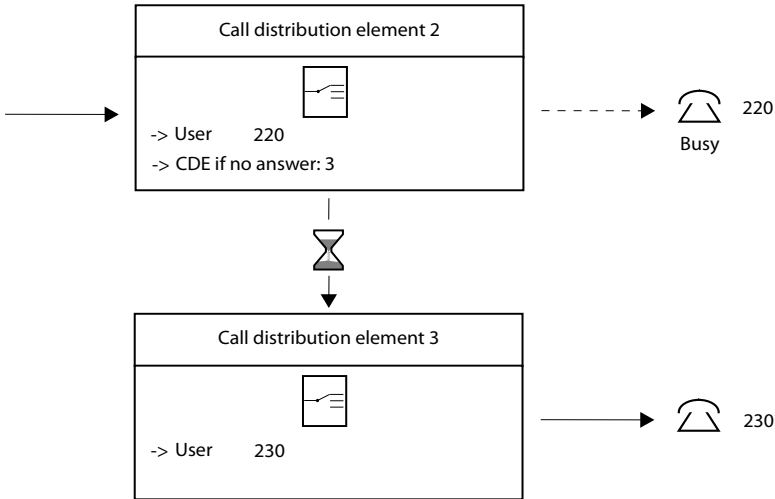 Call distribution element 2
-> User 220
-> CDE if no answer: 3
220
Busy
Call distribution element 3
-> User 230
230